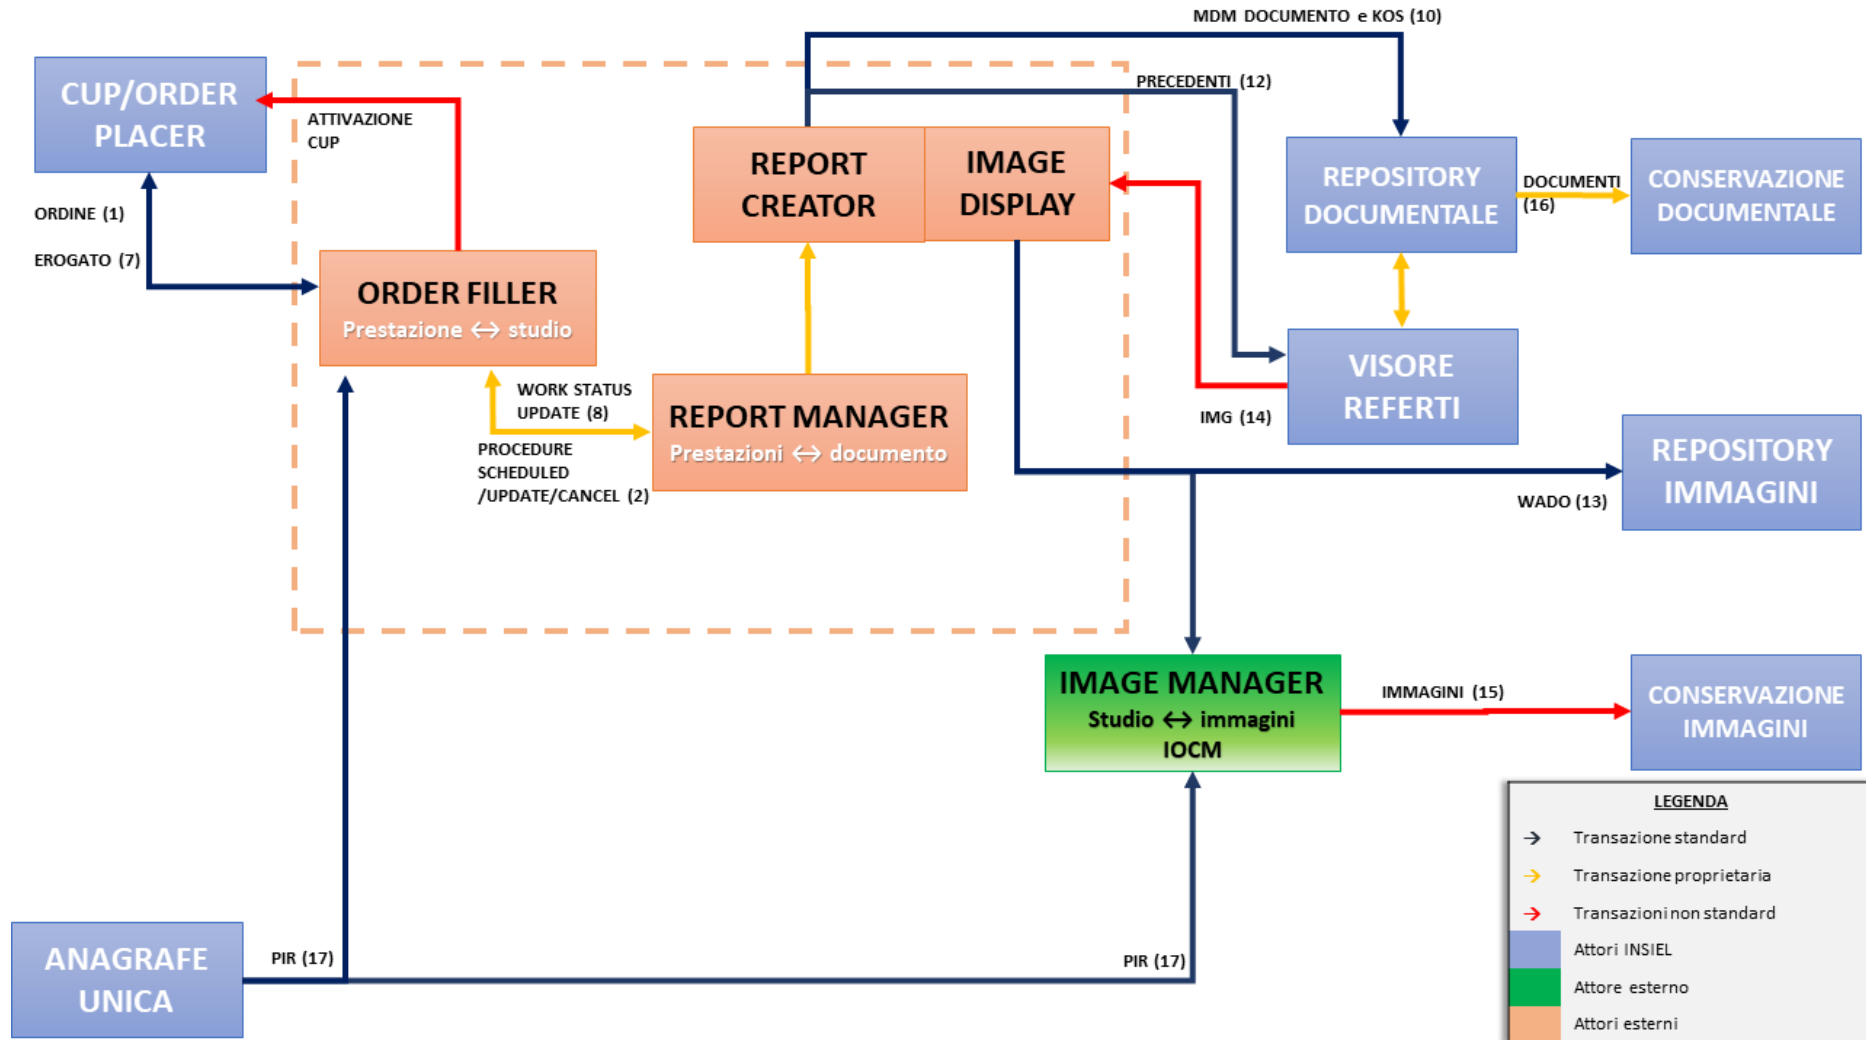 MDM DOCUMENTO e KOS (10)
PRECEDENTI (12)
CUP/ORDER
PLACER
ATTIVAZIONE
CUP
REPORT
CREATOR
IMAGE
DISPLAY
REPOSITORY
DOCUMENTALE
DOCUMENTI
(16)
CONSERVAZIONE
DOCUMENTALE
ORDINE (1)
EROGATO (7)
ORDER FILLER
Prestazione ↔ studio
VISORE
REFERTI
WORK STATUS
UPDATE (8)
REPORT MANAGER
Prestazioni ↔ documento
IMG (14)
PROCEDURE
SCHEDULED
/UPDATE/CANCEL (2)
REPOSITORY
IMMAGINI
WADO (13)
IMAGE MANAGER
Studio ↔ immagini
IOCM
IMMAGINI (15)
CONSERVAZIONE
IMMAGINI
ANAGRAFE
UNICA
PIR (17)
PIR (17)
LEGENDA
→ Transazione standard
→ Transazione proprietaria
→ Transazioni non standard
Attori INSIEL
Attore esterno
Attori esterni